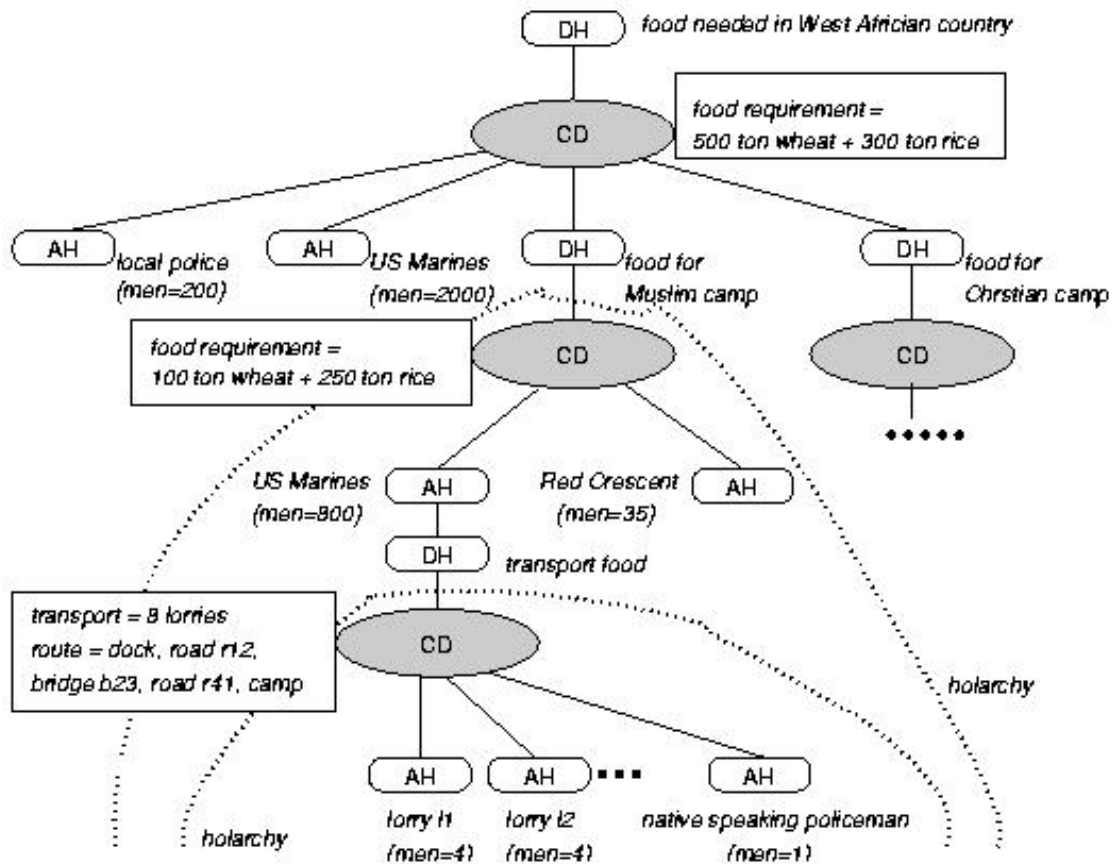 DH
food needed in West Africian country
CD
food requirement =
500 ton wheat + 300 ton rice
AH
local police
(men=200)
AH
US Marines
(men=2000)
DH
food for
Muslim camp
DH
food for
Chrstian camp
food requirement =
100 ton wheat + 250 ton rice
CD
CD
US Marines
(men=800)
AH
Red Crescent
(men=35)
AH
DH
transport food
transport = 8 lorries
route = dock, road r12,
bridge b23, road r41, camp
CD
holarchy
AH
AH
AH
holarchy
lorry l1
(men=4)
lorry l2
(men=4)
native speaking policeman
(men=1)